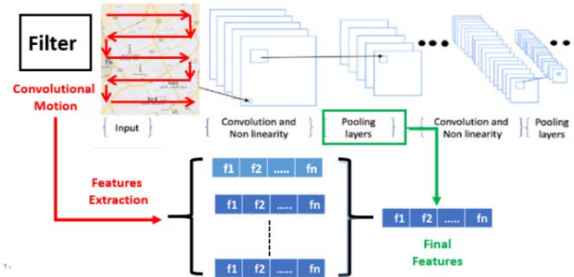 Filter
Convolutional
Motion
Input
Convolution and
Non linearity
Pooling
layers
Convolution and
Non linearity
Pooling
layers
Features
Extraction
f1 f2 ..... fn
f1 f2 ..... fn
f1 f2 ..... fn
f1 f2 ..... fn
Final
Features